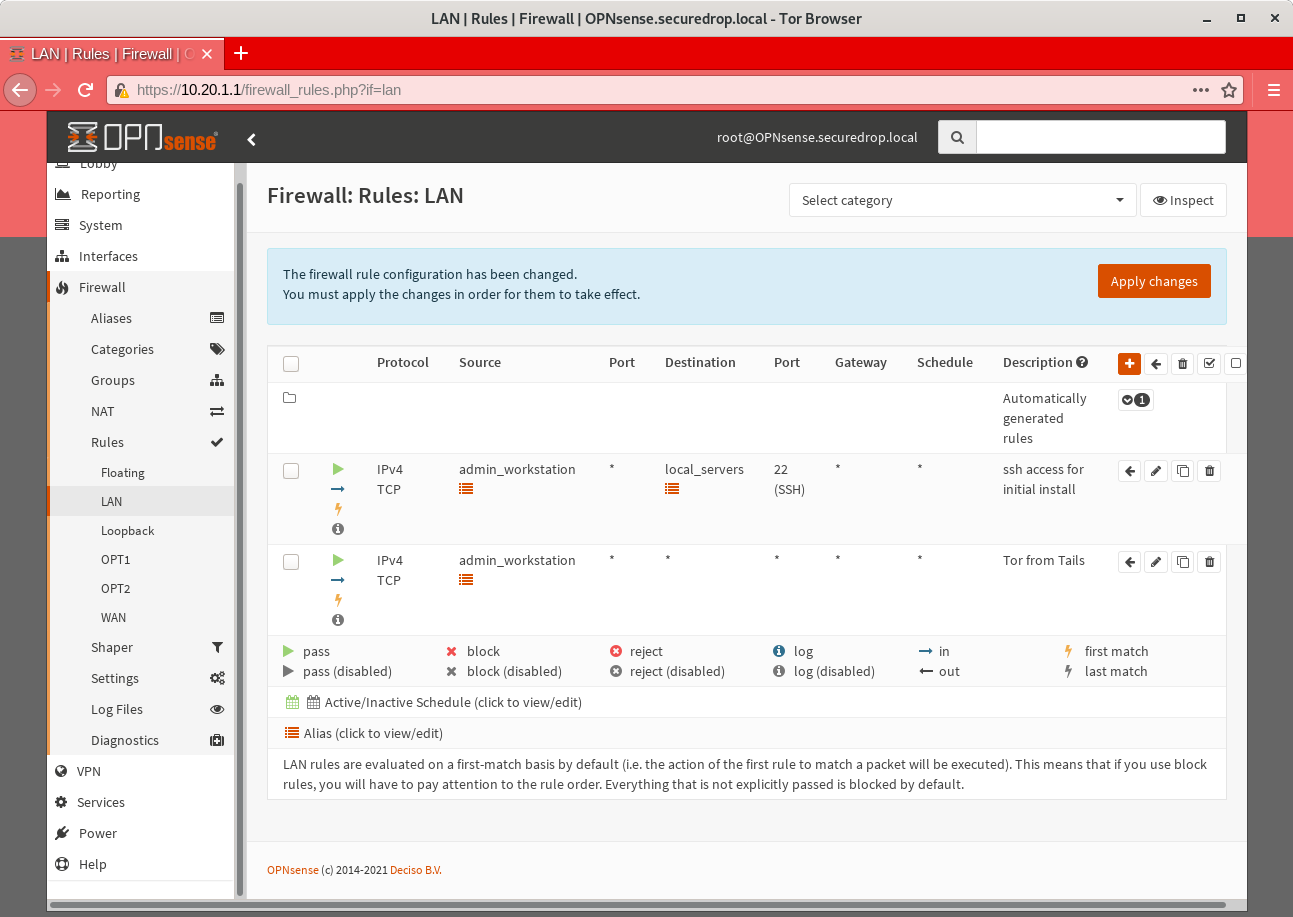 LAN | Rules | Firewall | OPNsense.securedrop.local - Tor Browser
LAN | Rules | Firewall | O
https://10.20.1.1/firewall_rules.php?if=lan
OPNsense
root@OPNsense.securedrop.local
Lobby
Reporting
System
Interfaces
Firewall
Aliases
Categories
Groups
NAT
Rules
Floating
LAN
Loopback
OPT1
OPT2
WAN
Shaper
Settings
Log Files
Diagnostics
VPN
Services
Power
Help
Firewall: Rules: LAN
Select category
Inspect
The firewall rule configuration has been changed.
You must apply the changes in order for them to take effect.
Apply changes
Protocol Source Port Destination Port Gateway Schedule Description
Automatically 1
generated
rules
IPv4 admin_workstation * local_servers 22 * * ssh access for
TCP (SSH) initial install
IPv4 admin_workstation * * * * * Tor from Tails
TCP
pass block reject log in first match
pass (disabled) block (disabled) reject (disabled) log (disabled) out last match
Active/Inactive Schedule (click to view/edit)
Alias (click to view/edit)
LAN rules are evaluated on a first-match basis by default (i.e. the action of the first rule to match a packet will be executed). This means that if you use block
rules, you will have to pay attention to the rule order. Everything that is not explicitly passed is blocked by default.
OPNsense (c) 2014-2021 Deciso B.V.